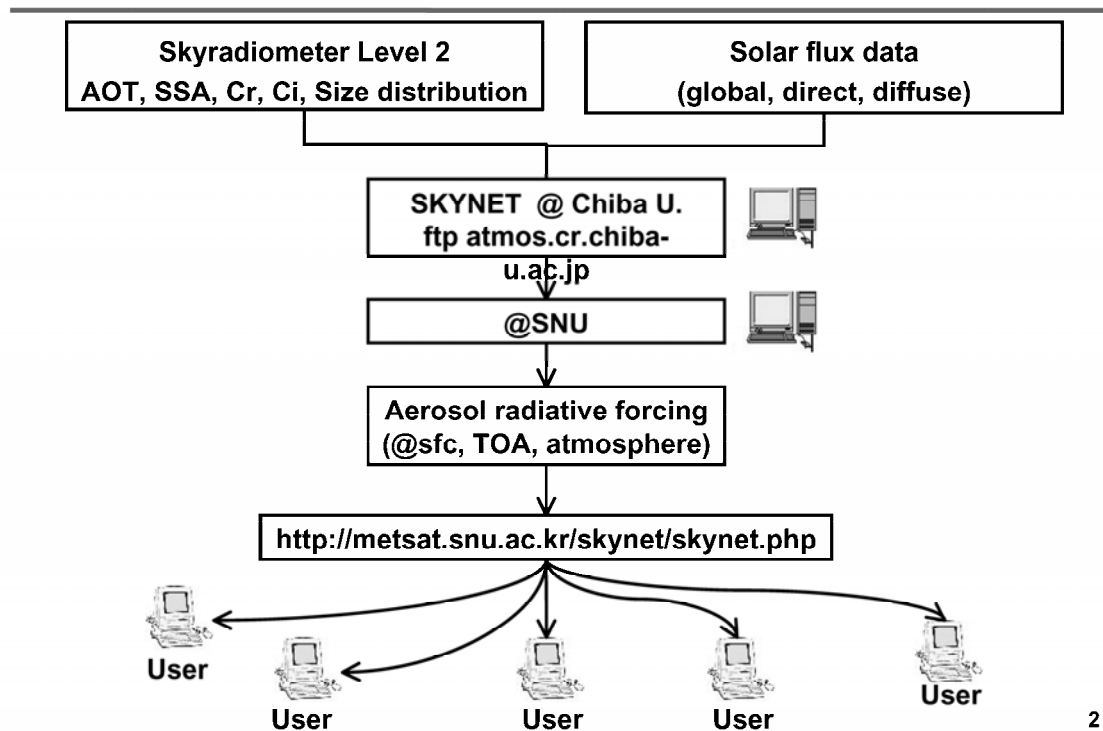 Skyradiometer Level 2
AOT, SSA, Cr, Ci, Size distribution
Solar flux data
(global, direct, diffuse)
SKYNET @ Chiba U.
ftp atmos.cr.chiba-
u.ac.jp
@SNU
Aerosol radiative forcing
(@sfc, TOA, atmosphere)
http://metsat.snu.ac.kr/skynet/skynet.php
User
User
User
User
User
2